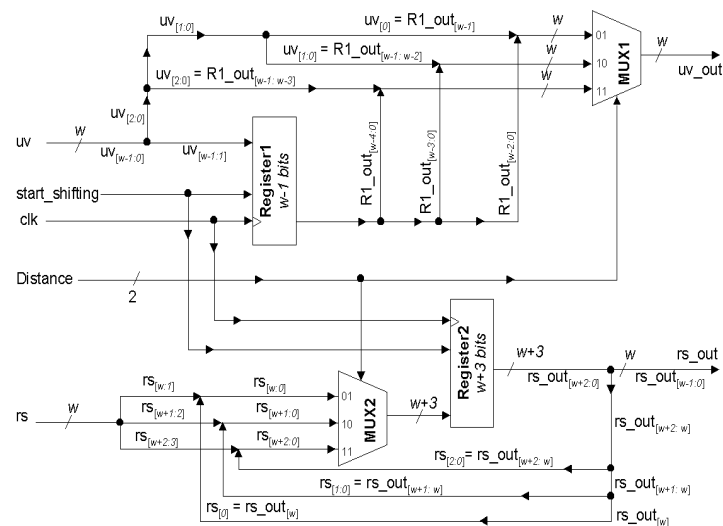 uv[1:0]
uv[0] = R1_out[w-1]
w
uv[1:0] = R1_out[w-1: w-2]
w
uv[2:0] = R1_out[w-1: w-3]
w
01
10
11
MUX1
w
uv_out
uv[2:0]
uv
w
uv[w-1:0]
uv[w-1:1]
Register1
w-1 bits
R1_out[w-4:0]
R1_out[w-3:0]
R1_out[w-2:0]
start_shifting
clk
Distance
2
Register2
w+3 bits
w+3
rs_out[w+2:0]
w
rs_out
rs_out[w-1:0]
rs
w
rs[w:1]
rs[w:0]
rs[w+1:2]
rs[w+1:0]
rs[w+2:3]
rs[w+2:0]
01
10
11
MUX2
w+3
rs_out[w+2: w]
rs[2:0] = rs_out[w+2: w]
rs[1:0] = rs_out[w+1: w]
rs_out[w+1: w]
rs[0] = rs_out[w]
rs_out[w]